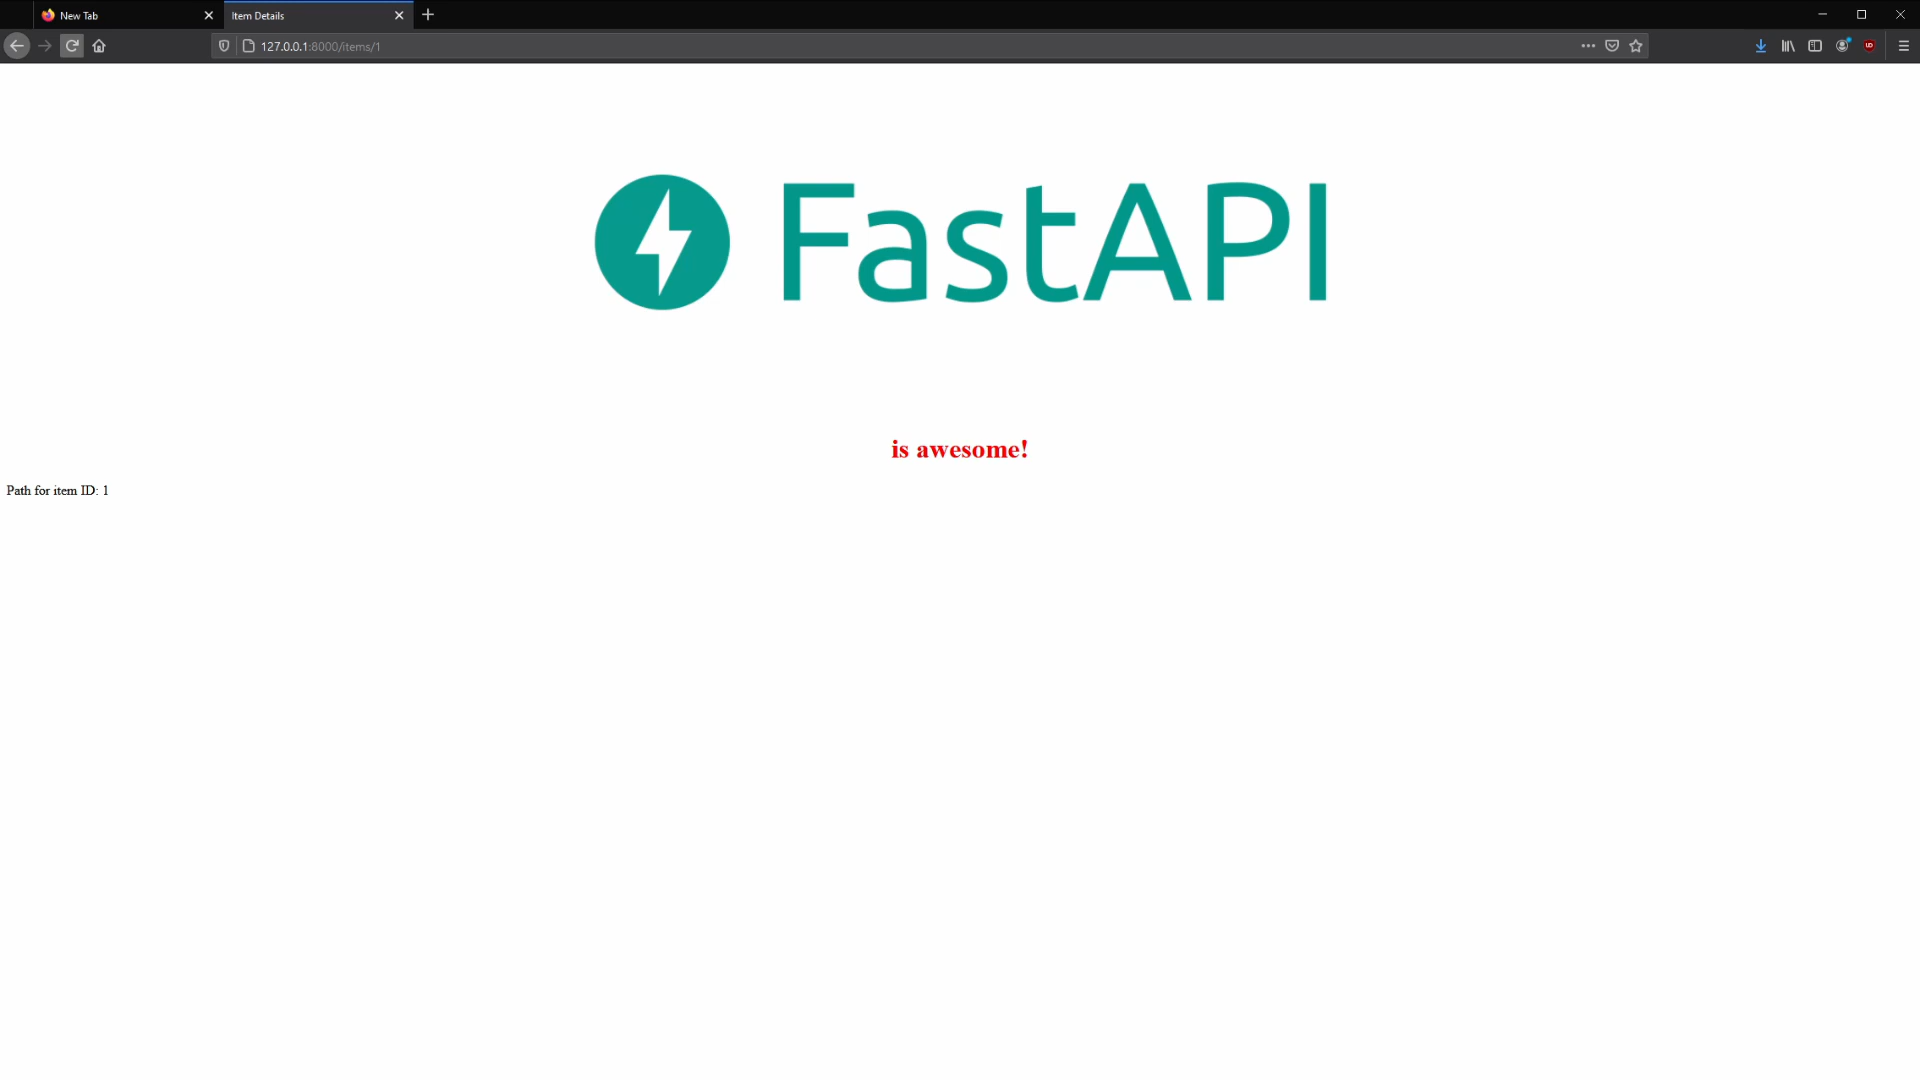 New Tab
Item Details
127.0.0.1:8000/items/1
FastAPI
is awesome!
Path for item ID: 1